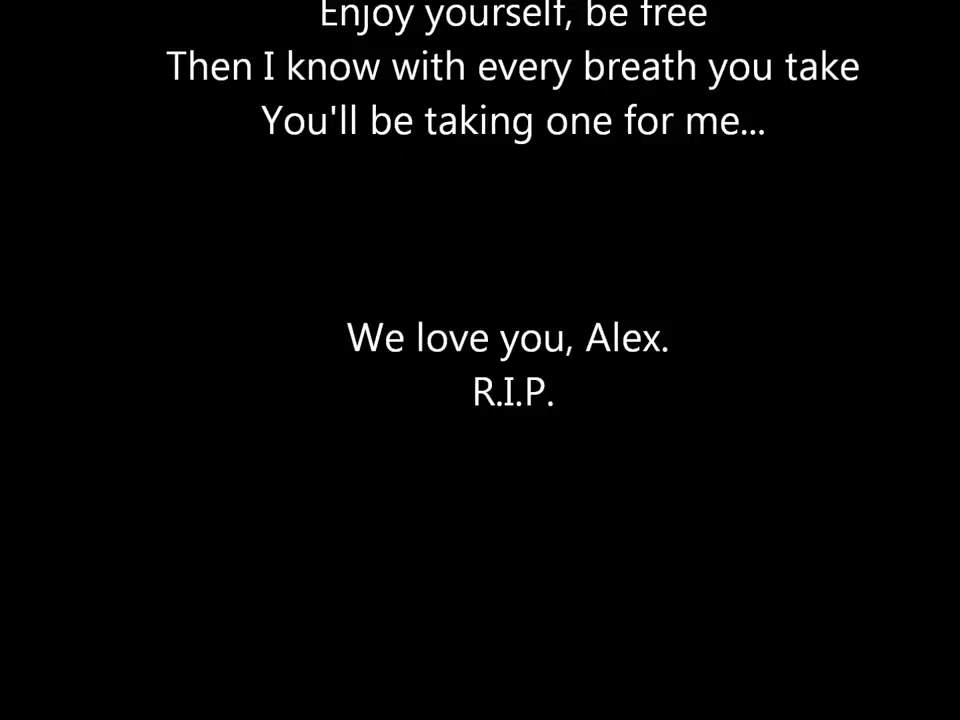 Enjoy yourself, be free
Then I know with every breath you take
You'll be taking one for me...
We love you, Alex.
R.I.P.